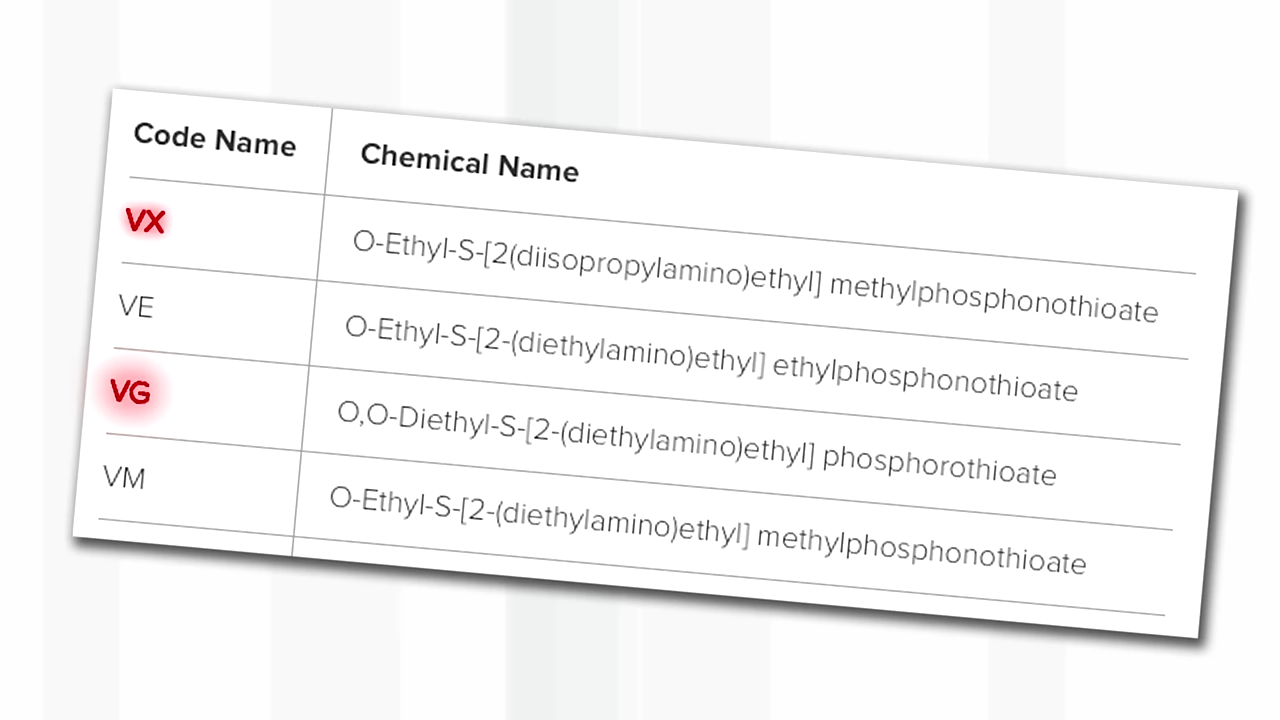 Code Name Chemical Name
VX O-Ethyl-S-[2(diisopropylamino)ethyl] methylphosphonothioate
VE O-Ethyl-S-[2-(diethylamino)ethyl] ethylphosphonothioate
VG O,O-Diethyl-S-[2-(diethylamino)ethyl] phosphorothioate
VM O-Ethyl-S-[2-(diethylamino)ethyl] methylphosphonothioate